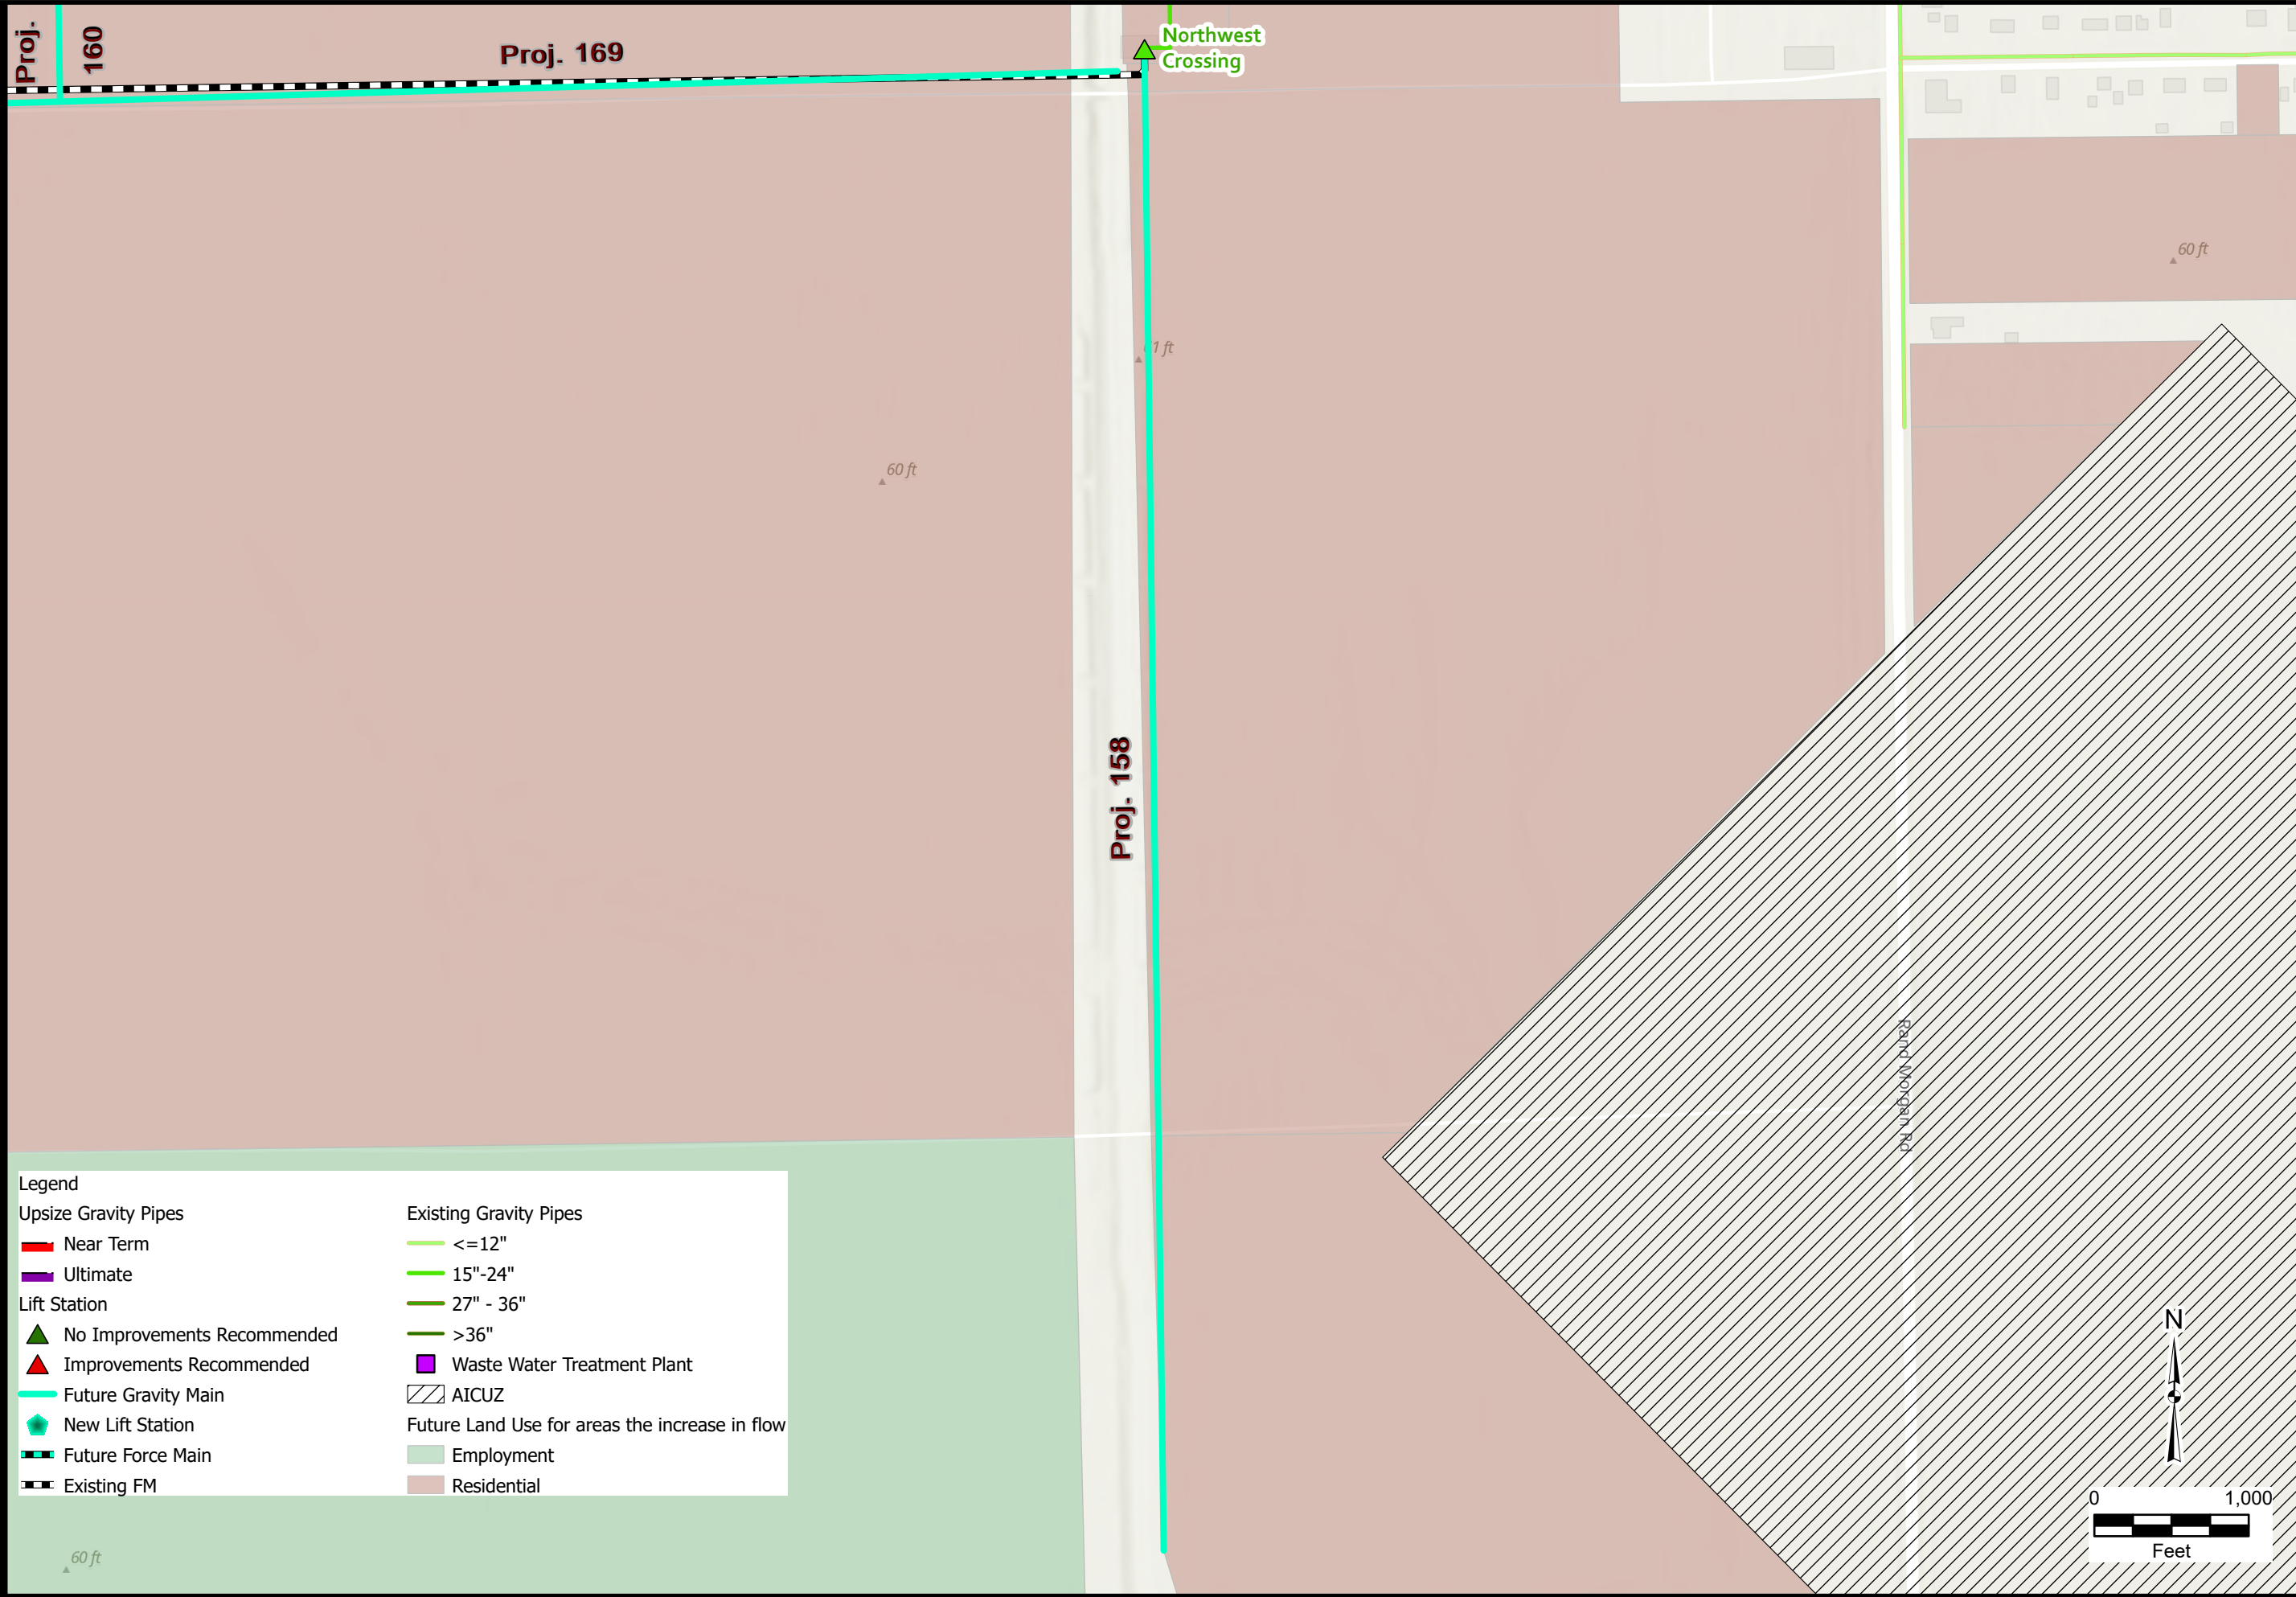 Proj.
160
Proj. 169
Northwest
Crossing
60 ft
1 ft
60 ft
Proj. 158
Rand Morgan Rd
Legend
Upsize Gravity Pipes
Near Term
Ultimate
Lift Station
No Improvements Recommended
Improvements Recommended
Future Gravity Main
New Lift Station
Future Force Main
Existing FM
Existing Gravity Pipes
<=12"
15"-24"
27" - 36"
>36"
Waste Water Treatment Plant
AICUZ
Future Land Use for areas the increase in flow
Employment
Residential
60 ft
N
0 1,000
Feet